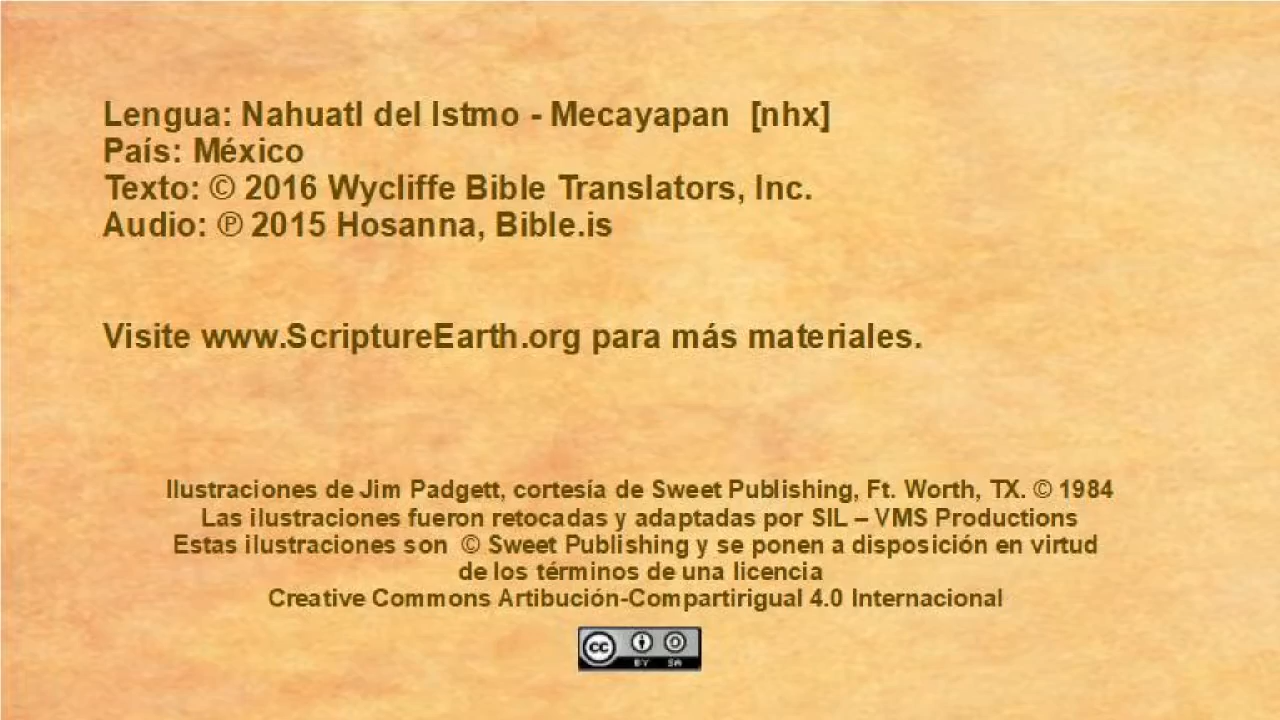 Lengua: Nahuatl del Istmo - Mecayapan [nhx]
País: México
Texto: © 2016 Wycliffe Bible Translators, Inc.
Audio: ℗ 2015 Hosanna, Bible.is
Visite www.ScriptureEarth.org para más materiales.
Ilustraciones de Jim Padgett, cortesía de Sweet Publishing, Ft. Worth, TX. © 1984
Las ilustraciones fueron retocadas y adaptadas por SIL – VMS Productions
Estas ilustraciones son © Sweet Publishing y se ponen a disposición en virtud
de los términos de una licencia
Creative Commons Artibución-Compartirigual 4.0 Internacional
cc
BY SA